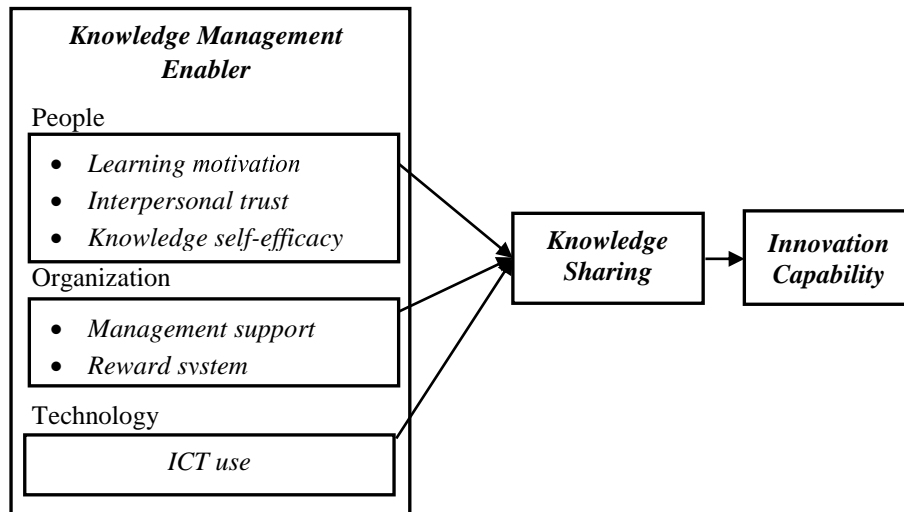 Knowledge Management
Enabler
People
• Learning motivation
• Interpersonal trust
• Knowledge self-efficacy
Organization
• Management support
• Reward system
Technology
ICT use
Knowledge
Sharing
Innovation
Capability